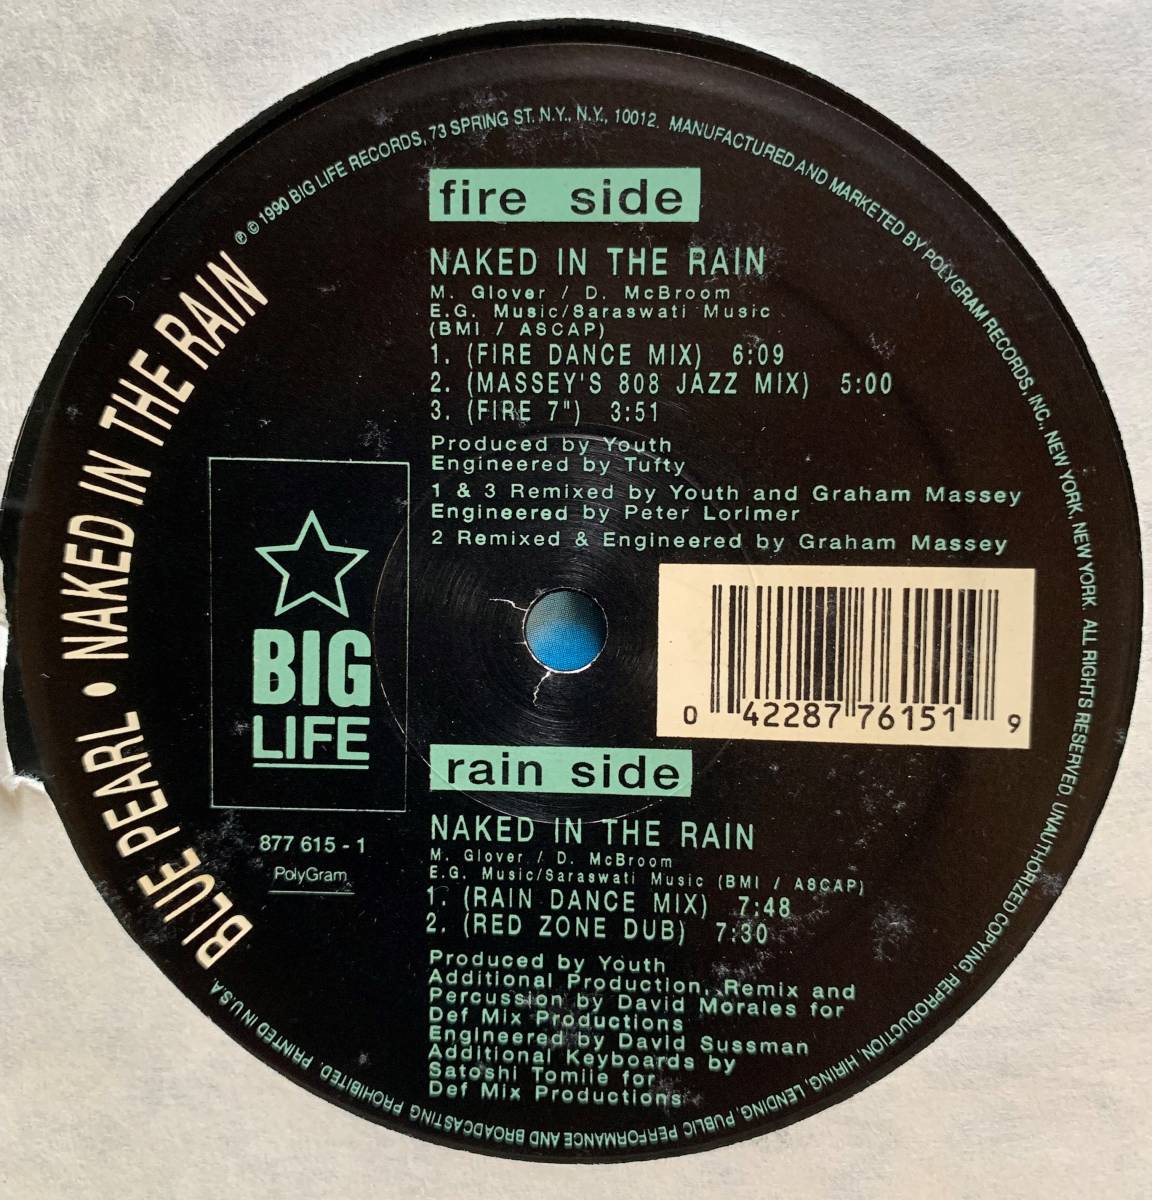 ℗ © 1990 BIG LIFE RECORDS, 73 SPRING ST. N.Y., N.Y., 10012. MANUFACTURED AND MARKETED BY POLYGRAM RECORDS, INC., NEW YORK, NEW YORK. ALL RIGHTS RESERVED. UNAUTHORIZED COPYING, REPRODUCTION, HIRING, LENDING, PUBLIC PERFORMANCE AND BROADCASTING PROHIBITED. PRINTED IN U.S.A.
BLUE PEARL • NAKED IN THE RAIN
fire side
NAKED IN THE RAIN
M. Glover / D. McBroom
E.G. Music/Saraswati Music
(BMI / ASCAP)
1. (FIRE DANCE MIX) 6:09
2. (MASSEY'S 808 JAZZ MIX) 5:00
3. (FIRE 7") 3:51
Produced by Youth
Engineered by Tufty
1 & 3 Remixed by Youth and Graham Massey
Engineered by Peter Lorimer
2 Remixed & Engineered by Graham Massey
BIG
LIFE
877 615 - 1
PolyGram
0 42287 76151 9
rain side
NAKED IN THE RAIN
M. Glover / D. McBroom
E.G. Music/Saraswati Music (BMI / ASCAP)
1. (RAIN DANCE MIX) 7:48
2. (RED ZONE DUB) 7:30
Produced by Youth
Additional Production, Remix and
Percussion by David Morales for
Def Mix Productions
Engineered by David Sussman
Additional Keyboards by
Satoshi Tomiie for
Def Mix Productions